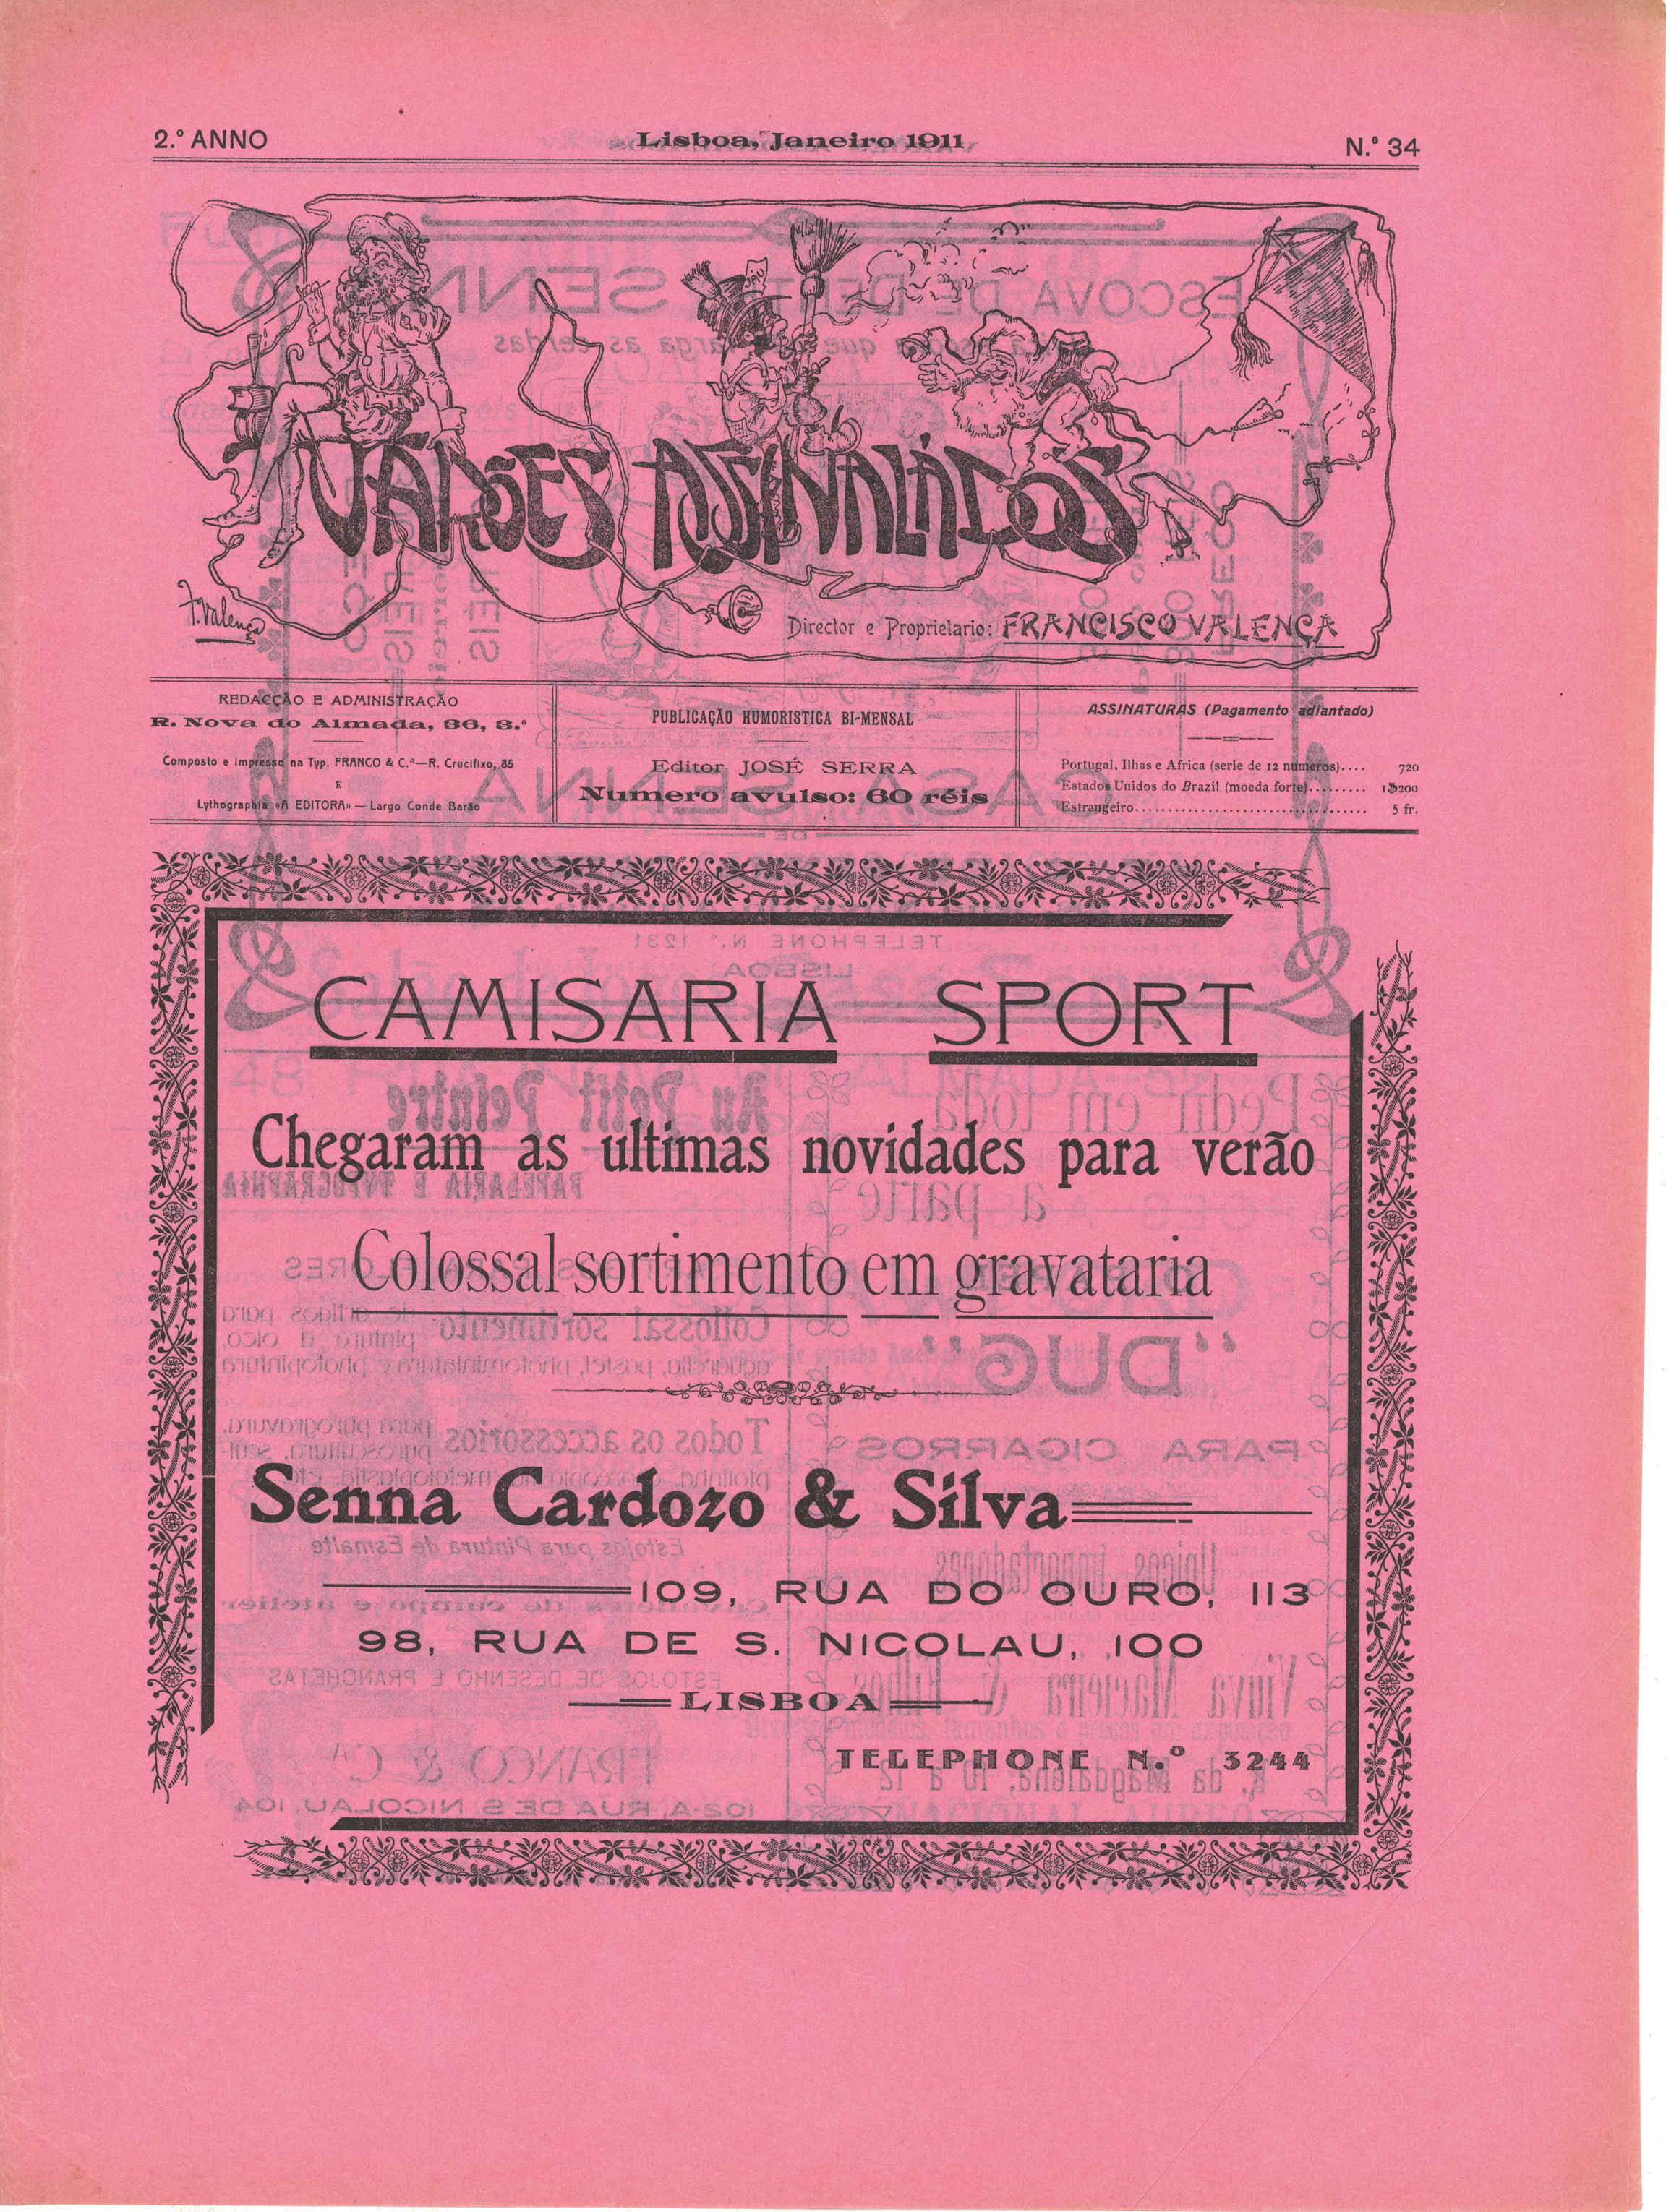 2.º ANNO
Lisboa, Janeiro 1911
N.º 34
VARÕES ASSINALÁDOS
F. Valença
Director e Proprietario: FRANCISCO VALENÇA
REDACÇÃO E ADMINISTRAÇÃO
R. Nova do Almada, 86, 3.º
Composto e impresso na Typ. FRANCO & C.ª—R. Crucifixo, 85
E
Lythographia «A EDITORA» — Largo Conde Barão
PUBLICAÇÃO HUMORISTICA BI-MENSAL
Editor JOSÉ SERRA
Numero avulso: 60 réis
ASSINATURAS (Pagamento adiantado)
Portugal, Ilhas e Africa (serie de 12 numeros).... 720
Estados Unidos do Brazil (moeda forte)......... 1$200
Estrangeiro................................... 5 fr.
CAMISARIA SPORT
Chegaram as ultimas novidades para verão
Colossal sortimento em gravataria
Senna Cardozo & Silva
109, RUA DO OURO, 113
98, RUA DE S. NICOLAU, 100
LISBOA
TELEPHONE N.º 3244